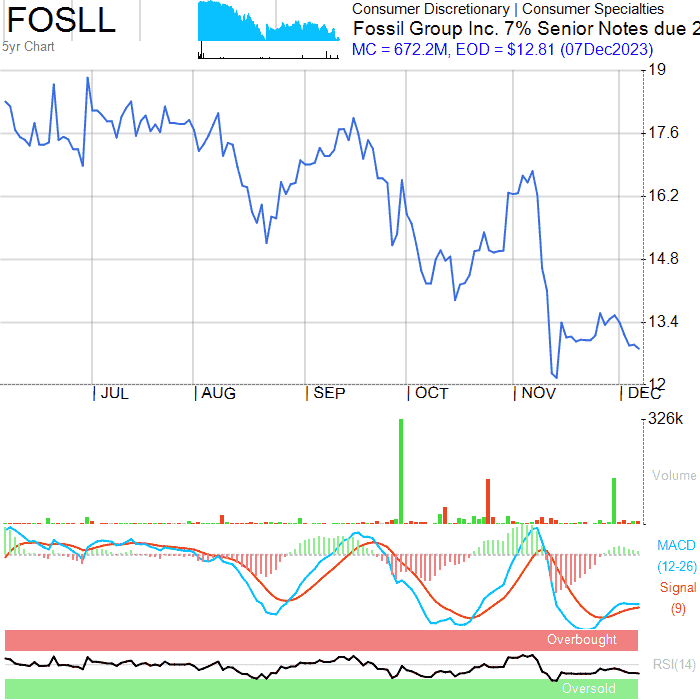 FOSLL
5yr Chart
Consumer Discretionary | Consumer Specialties
Fossil Group Inc. 7% Senior Notes due 2
MC = 672.2M, EOD = $12.81 (07Dec2023)
19
17.6
16.2
14.8
13.4
12
JUL
AUG
SEP
OCT
NOV
DEC
326k
Volume
MACD
(12-26)
Signal
(9)
Overbought
RSI(14)
Oversold